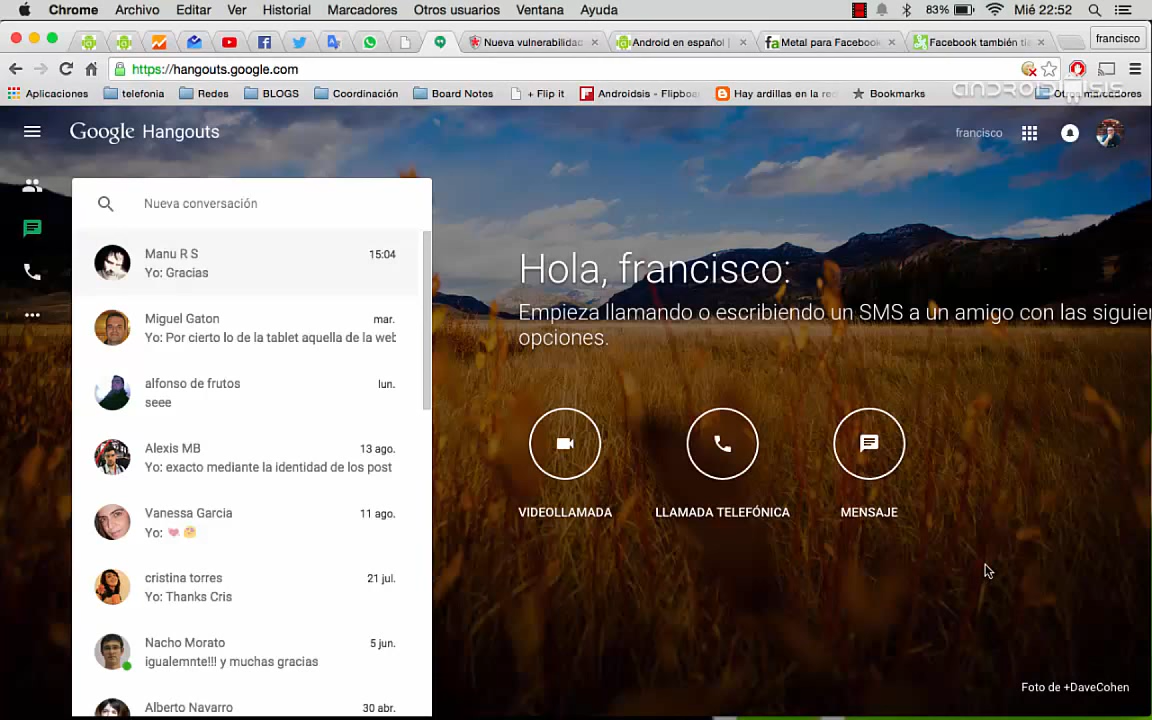 Chrome Archivo Editar Ver Historial Marcadores Otros usuarios Ventana Ayuda 83% Mié 22:52
Nueva vulnerabilidad Android en español | Metal para Facebook Facebook también francisco
https://hangouts.google.com
Aplicaciones telefonia Redes BLOGS Coordinación Board Notes + Flip it Androidsis - Flipboa Hay ardillas en la re Bookmarks Otros marcadores
ANDROIDSIS
Google Hangouts francisco
Nueva conversación
Manu R S 15:04
Yo: Gracias
Miguel Gaton mar.
Yo: Por cierto lo de la tablet aquella de la web
alfonso de frutos lun.
seee
Alexis MB 13 ago.
Yo: exacto mediante la identidad de los post
Vanessa Garcia 11 ago.
Yo: 💘 😘
cristina torres 21 jul.
Yo: Thanks Cris
Nacho Morato 5 jun.
igualemnte!!! y muchas gracias
Alberto Navarro 30 abr.
Hola, francisco:
Empieza llamando o escribiendo un SMS a un amigo con las siguien
opciones.
VIDEOLLAMADA LLAMADA TELEFÓNICA MENSAJE
Foto de +DaveCohen